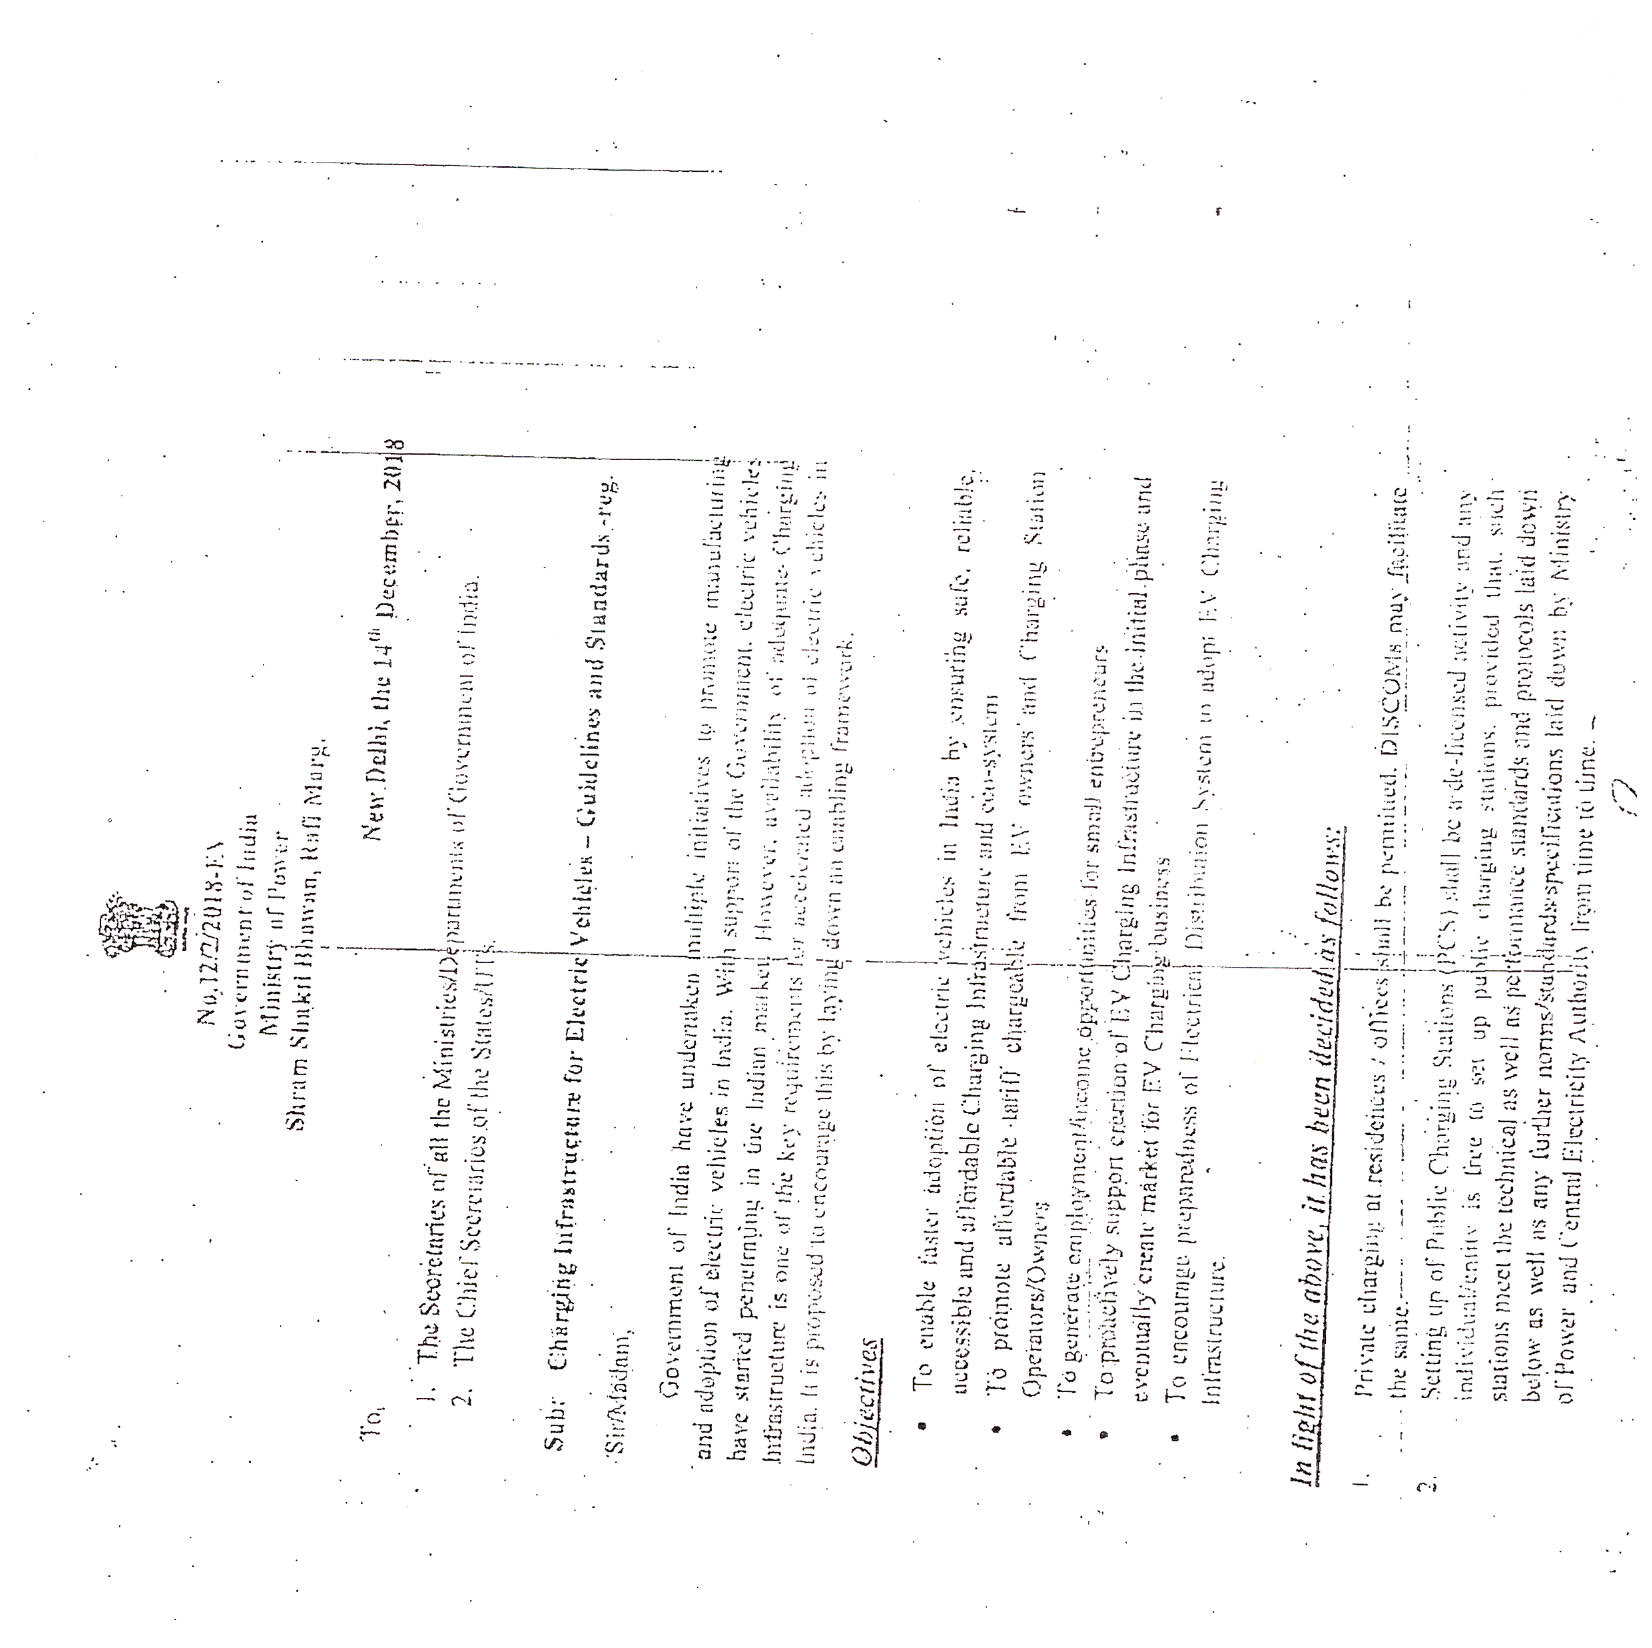 No.12/2/2018-EV
Government of India
Ministry of Power
Shram Shakti Bhawan, Rafi Marg,
New Delhi, the 14th December, 2018
To,
1. The Secretaries of all the Ministries/Departments of Government of India.
2. The Chief Secretaries of the States/UTs.
Sub: Charging Infrastructure for Electric Vehicles – Guidelines and Standards -reg.
Sir/Madam,
Government of India have undertaken multiple initiatives to promote manufacturing
and adoption of electric vehicles in India. With support of the Government, electric vehicles
have started penetrating in the Indian market. However, availability of adequate Charging
Infrastructure is one of the key requirements for accelerated adoption of electric vehicles in
India. It is proposed to encourage this by laying down an enabling framework.
Objectives
• To enable faster adoption of electric vehicles in India by ensuring safe, reliable,
accessible and affordable Charging Infrastructure and eco-system
• To promote affordable tariff chargeable from EV owners and Charging Station
Operators/Owners
• To generate employment/income opportunities for small entrepreneurs
• To proactively support creation of EV Charging Infrastructure in the initial phase and
eventually create market for EV Charging business
• To encourage preparedness of Electrical Distribution System to adopt EV Charging
Infrastructure.
In light of the above, it has been decided as follows:
1. Private charging at residences / offices shall be permitted. DISCOMs may facilitate
the same.
2. Setting up of Public Charging Stations (PCS) shall be a de-licensed activity and any
individual/entity is free to set up public charging stations, provided that, such
stations meet the technical as well as performance standards and protocols laid down
below as well as any further norms/standards/specifications laid down by Ministry
of Power and Central Electricity Authority from time to time. –